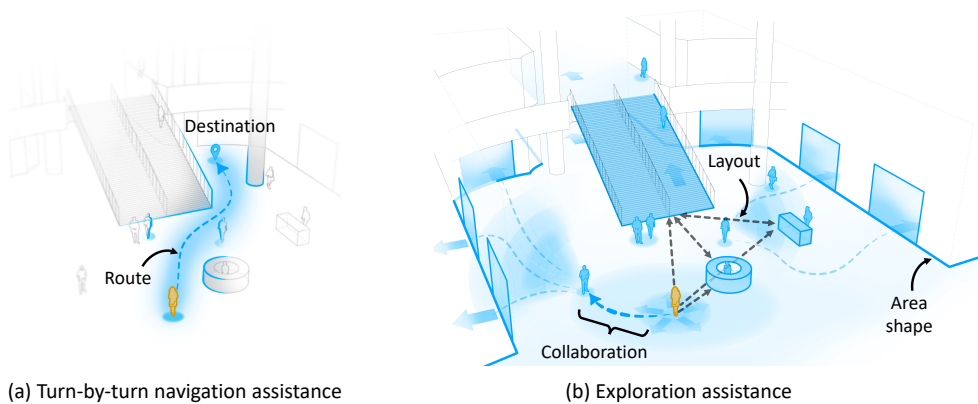 Destination
Route
(a) Turn-by-turn navigation assistance
Layout
Area
shape
Collaboration
(b) Exploration assistance